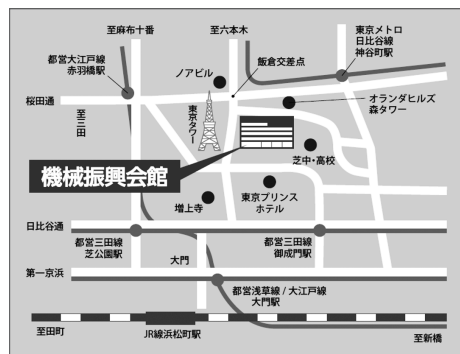 至麻布十番
至六本木
東京メトロ
日比谷線
神谷町駅
都営大江戸線
赤羽橋駅
飯倉交差点
ノアビル
桜田通
オランダヒルズ
森タワー
至三田
東京タワー
芝中・高校
機械振興会館
東京プリンス
ホテル
増上寺
日比谷通
都営三田線
芝公園駅
都営三田線
御成門駅
大門
第一京浜
都営浅草線/大江戸線
大門駅
至田町
JR線浜松町駅
至新橋